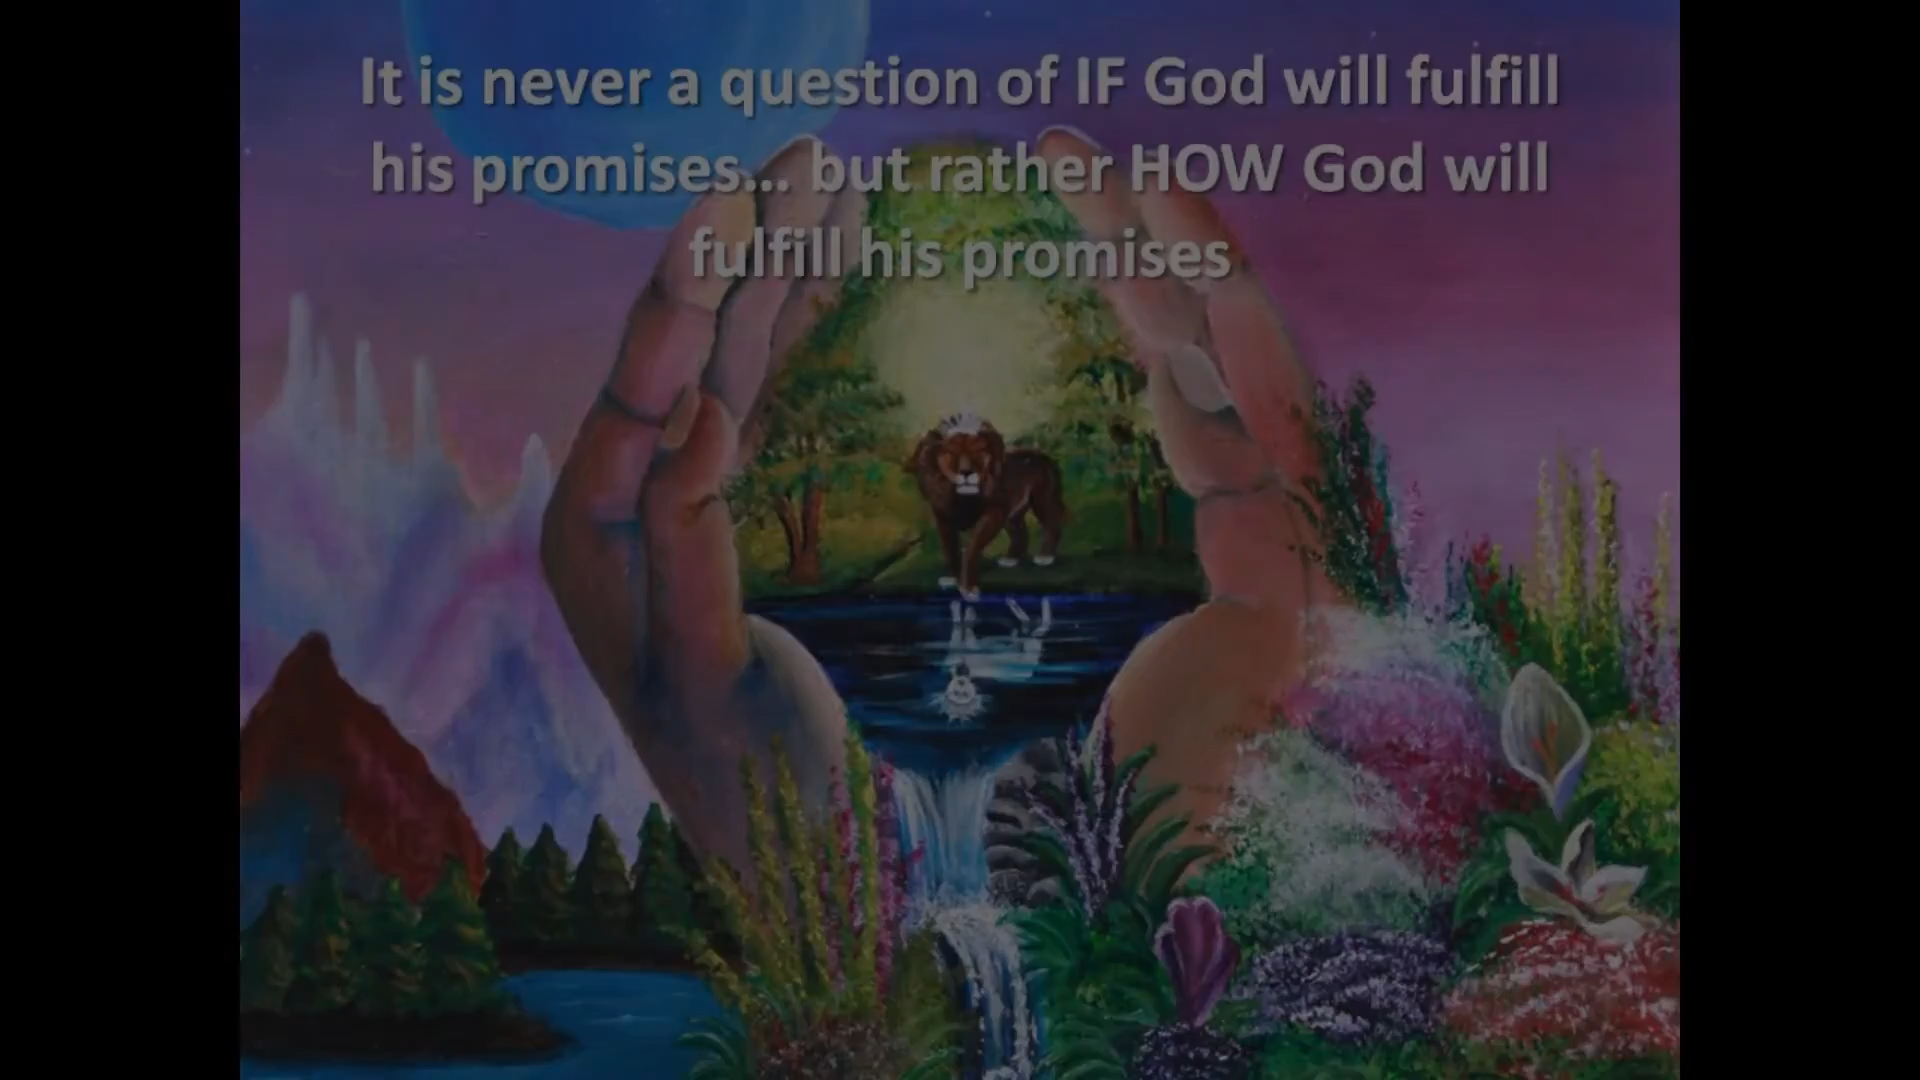 It is never a question of IF God will fulfill
his promises... but rather HOW God will
fulfill his promises